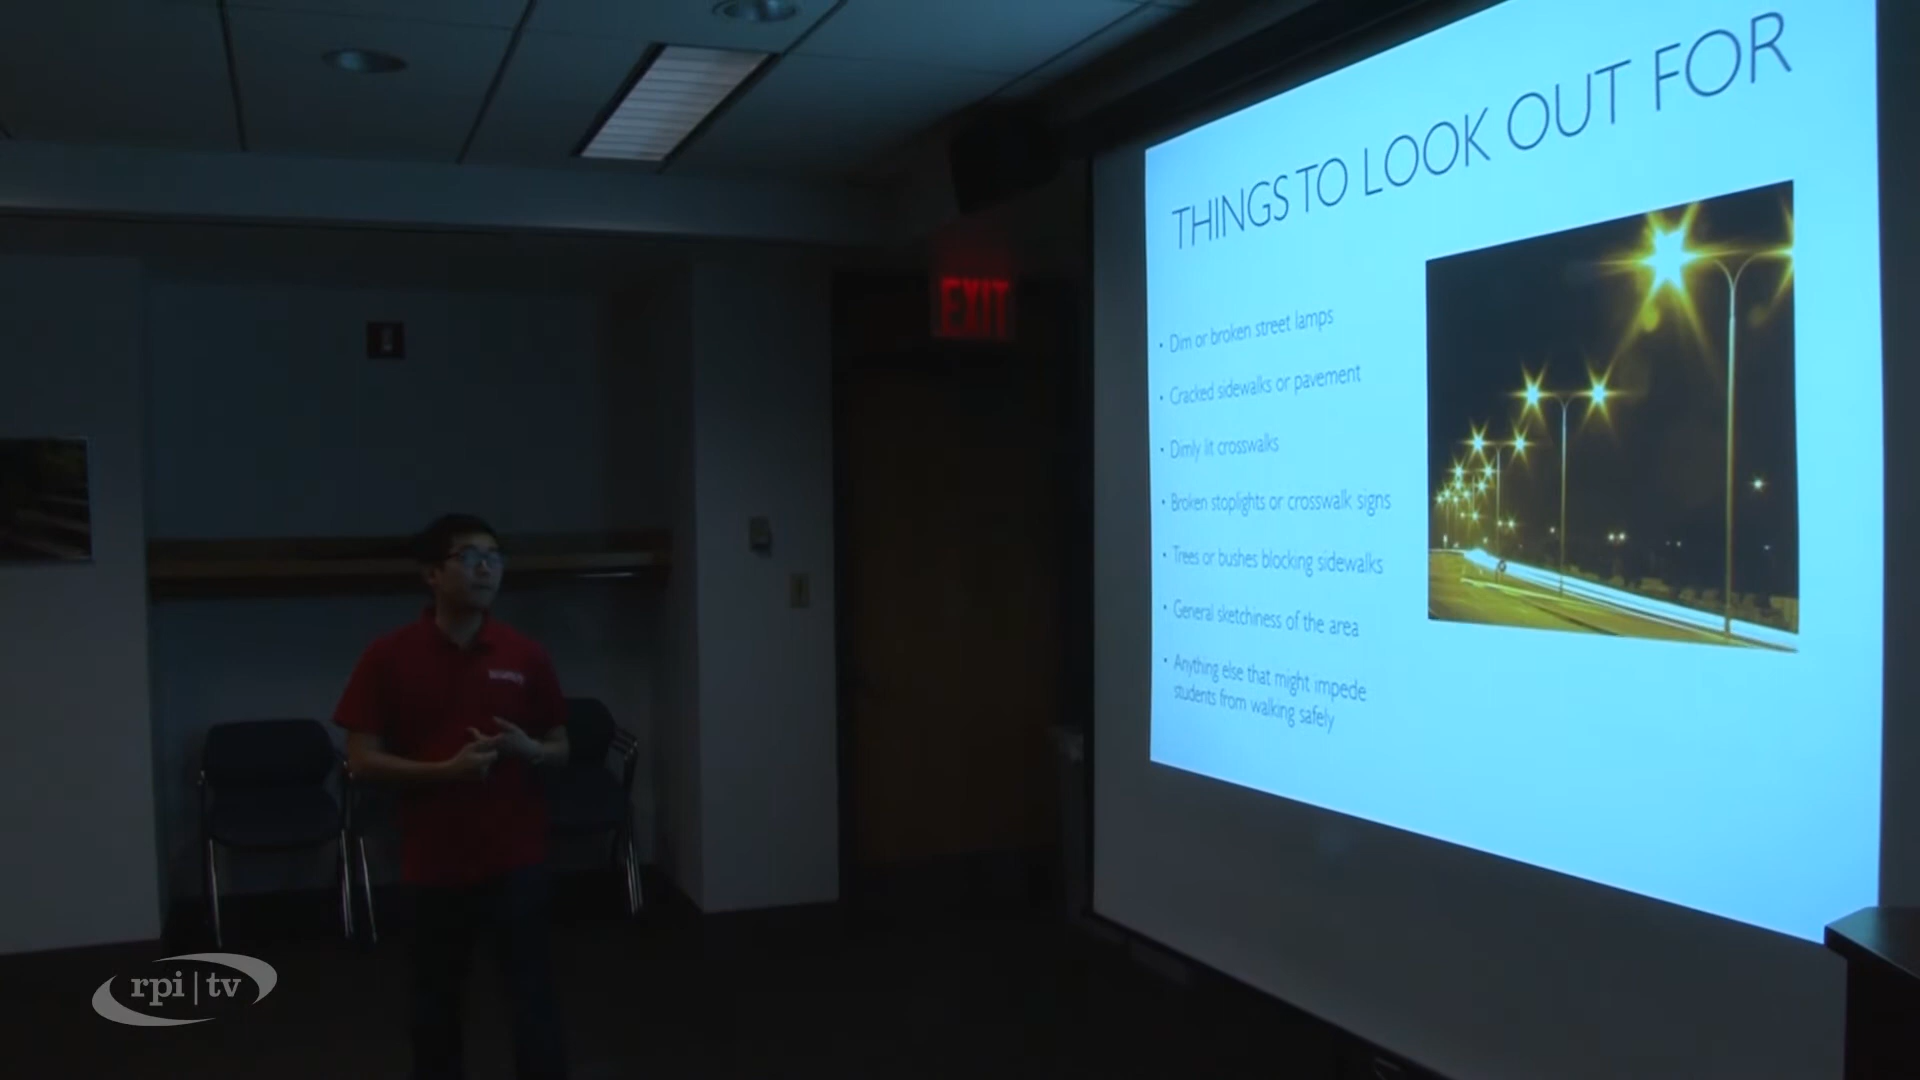 THINGS TO LOOK OUT FOR
EXIT
• Dim or broken street lamps
• Cracked sidewalks or pavement
• Dimly lit crosswalks
• Broken stoplights or crosswalk signs
• Trees or bushes blocking sidewalks
• General sketchiness of the area
• Anything else that might impede
students from walking safely
rpi | tv